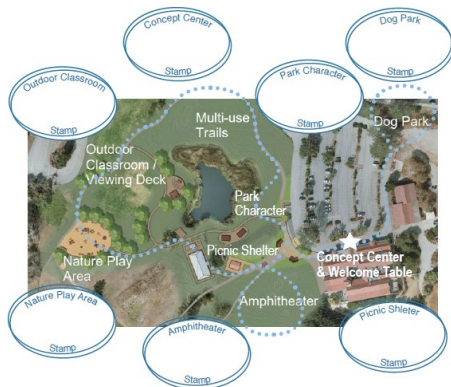 Concept Center
Stamp
Dog Park
Stamp
Outdoor Classroom
Stamp
Park Character
Stamp
Multi-use
Trails
Dog Park
Outdoor
Classroom /
Viewing Deck
Park
Character
Picnic Shelter
Concept Center
& Welcome Table
Nature Play
Area
Amphitheater
Nature Play Area
Stamp
Amphitheater
Stamp
Picnic Shleter
Stamp